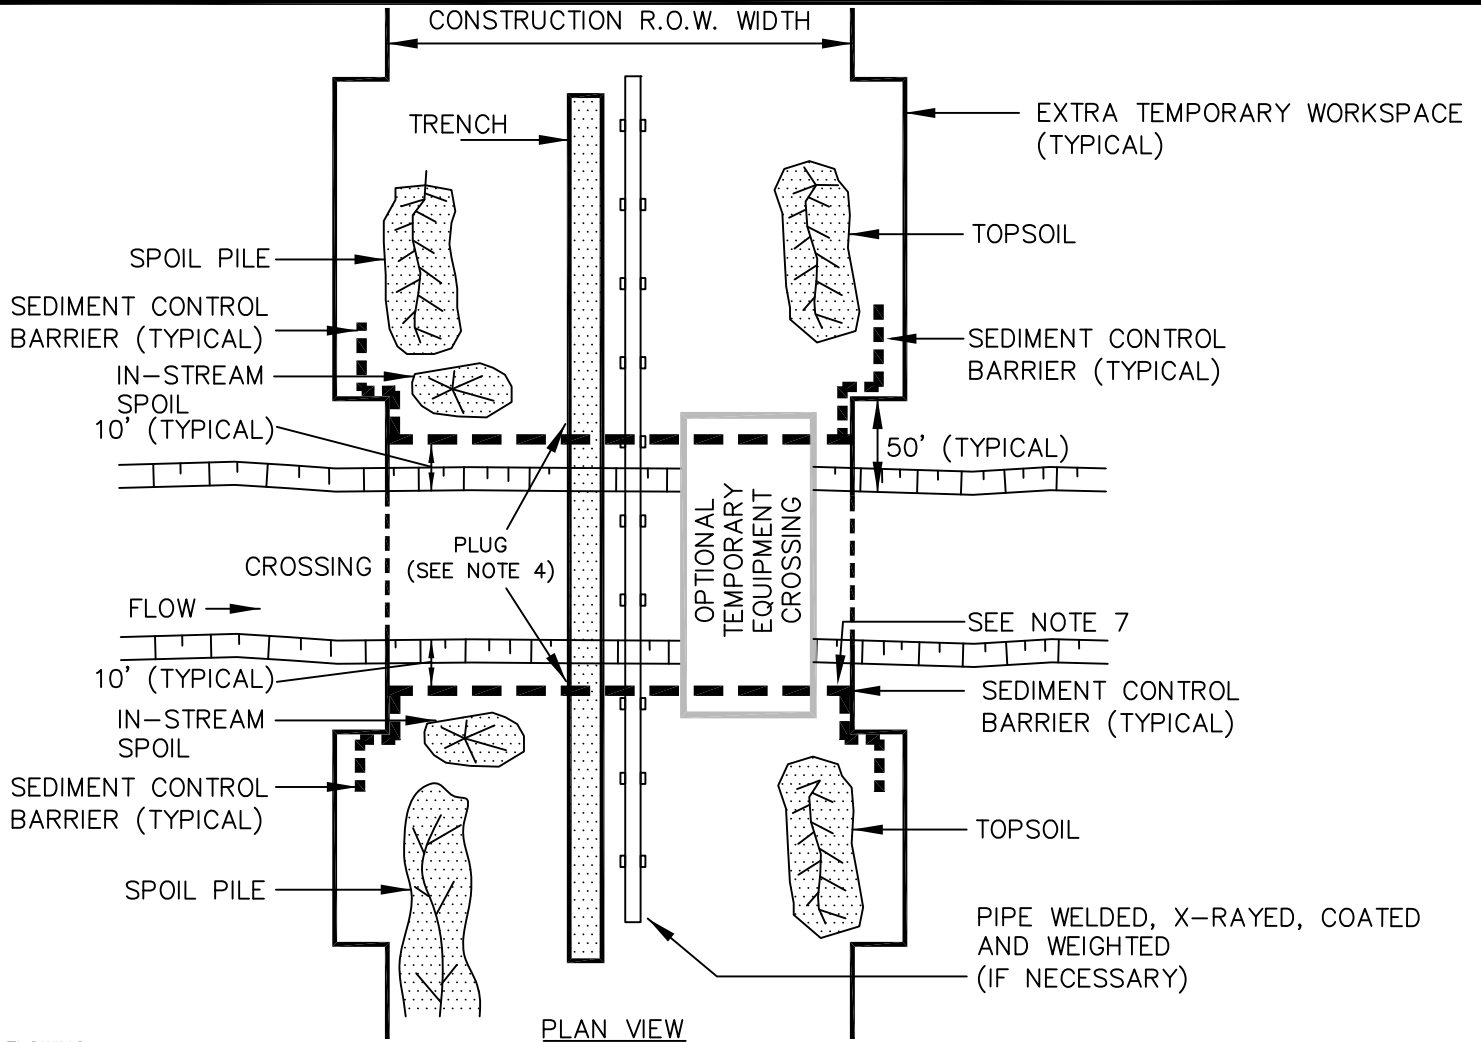 CONSTRUCTION R.O.W. WIDTH
TRENCH
EXTRA TEMPORARY WORKSPACE
(TYPICAL)
SPOIL PILE
TOPSOIL
SEDIMENT CONTROL
BARRIER (TYPICAL)
SEDIMENT CONTROL
BARRIER (TYPICAL)
IN-STREAM
SPOIL
10' (TYPICAL)
50' (TYPICAL)
OPTIONAL
TEMPORARY
EQUIPMENT
CROSSING
PLUG
(SEE NOTE 4)
CROSSING
FLOW
SEE NOTE 7
10' (TYPICAL)
SEDIMENT CONTROL
BARRIER (TYPICAL)
IN-STREAM
SPOIL
SEDIMENT CONTROL
BARRIER (TYPICAL)
TOPSOIL
SPOIL PILE
PIPE WELDED, X-RAYED, COATED
AND WEIGHTED
(IF NECESSARY)
PLAN VIEW